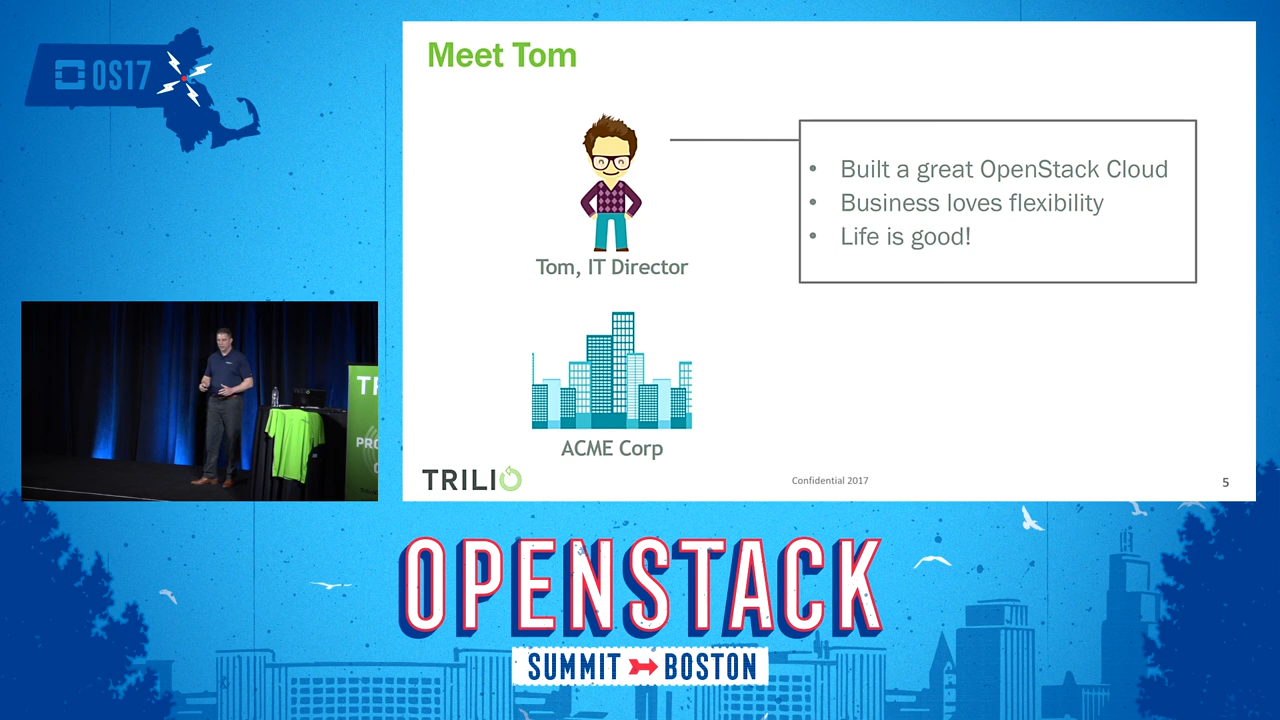 OS17
Meet Tom
Tom, IT Director
• Built a great OpenStack Cloud
• Business loves flexibility
• Life is good!
ACME Corp
TRILIO
Confidential 2017
5
OPENSTACK
SUMMIT BOSTON